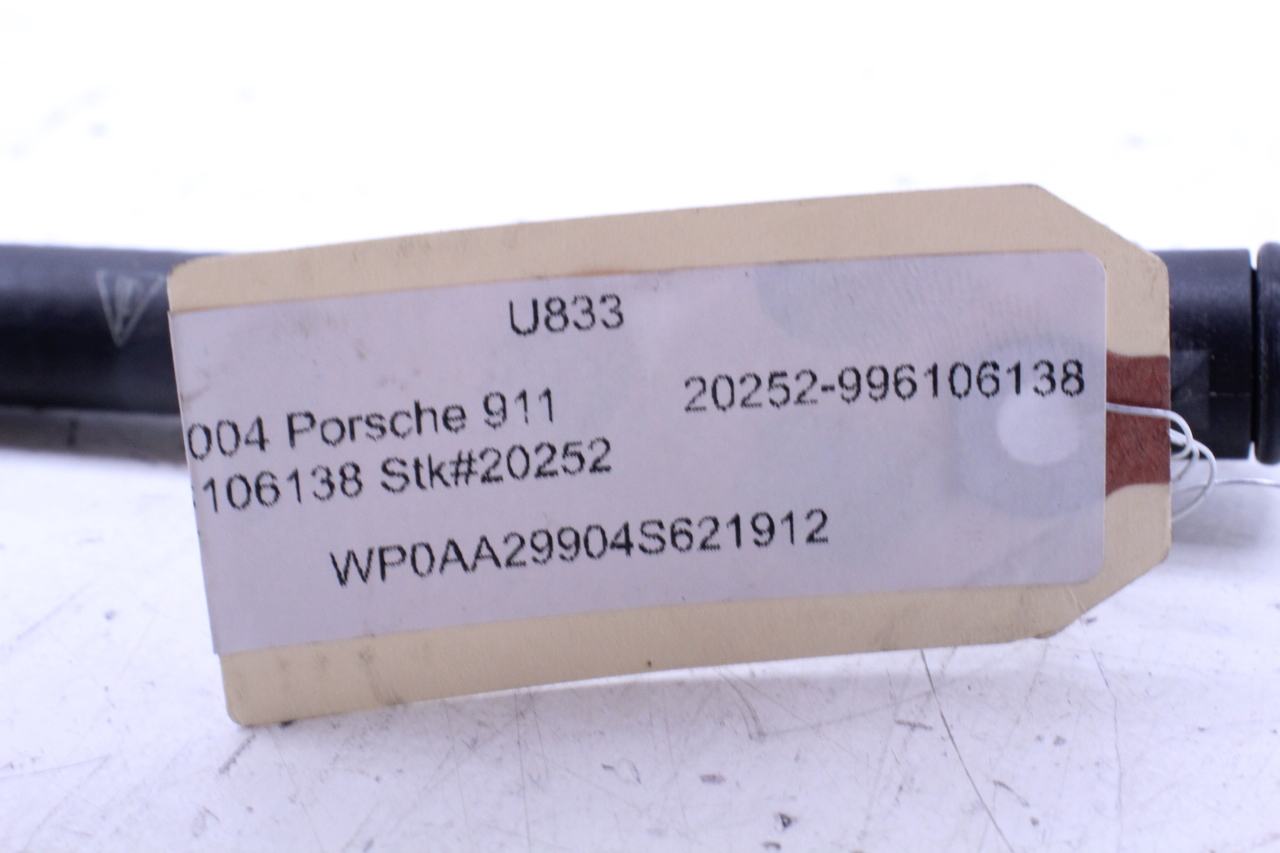 U833
004 Porsche 911 20252-996106138
106138 Stk#20252
WP0AA29904S621912